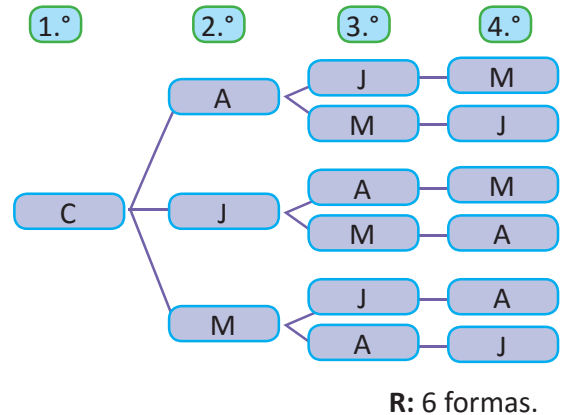 1.° 2.° 3.° 4.°
J M
A
M J
A M
C J
M A
J A
M
A J
R: 6 formas.